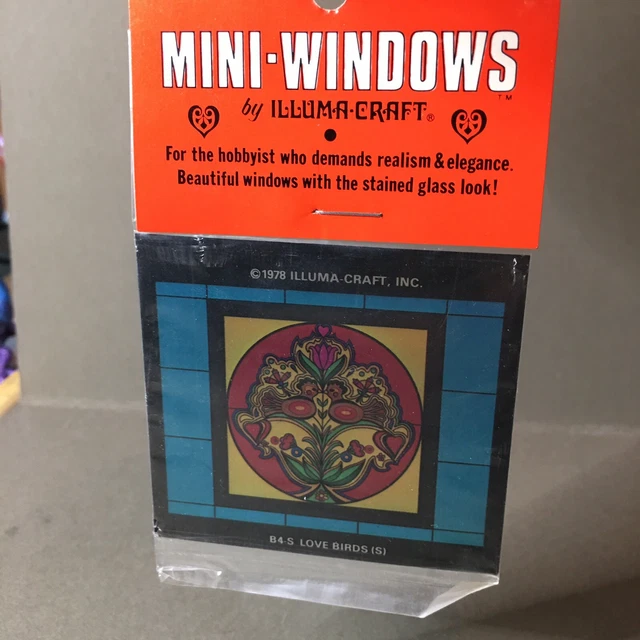 MINI·WINDOWS™
by ILLUMA·CRAFT®
For the hobbyist who demands realism & elegance.
Beautiful windows with the stained glass look!
©1978 ILLUMA-CRAFT, INC.
B4-S LOVE BIRDS (S)